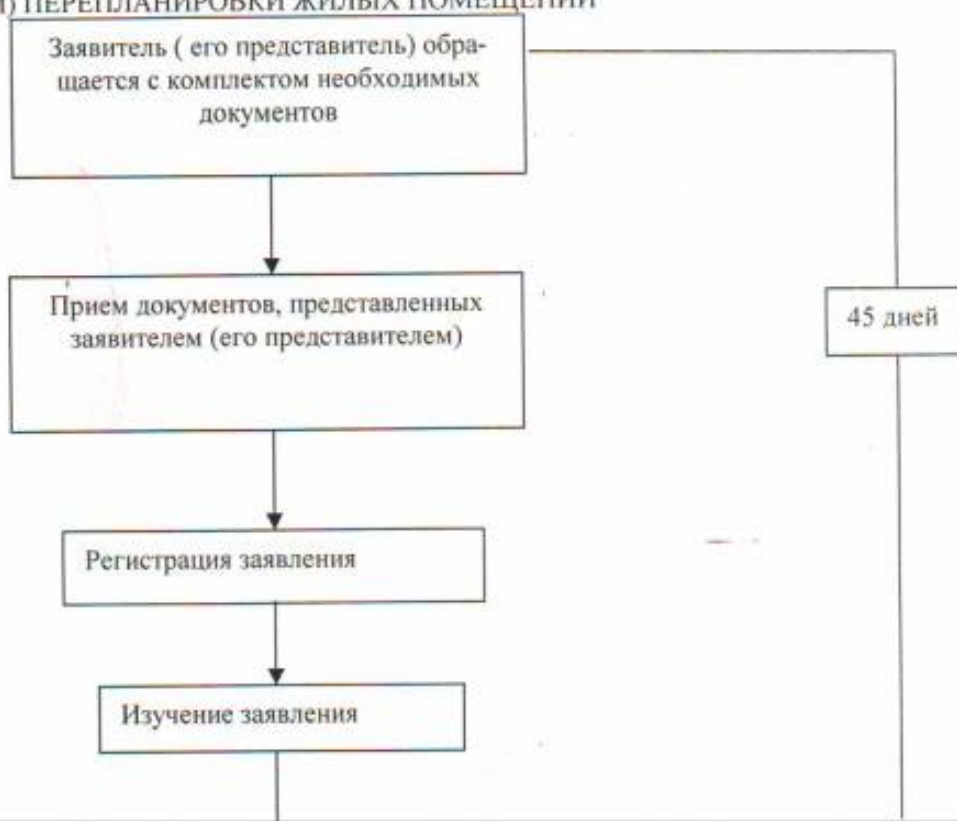 ПЕРЕПЛАНИРОВКИ ЖИЛЫХ ПОМЕЩЕНИЙ
Заявитель ( его представитель) обра-
щается с комплектом необходимых
документов
Прием документов, представленных
заявителем (его представителем)
45 дней
Регистрация заявления
Изучение заявления